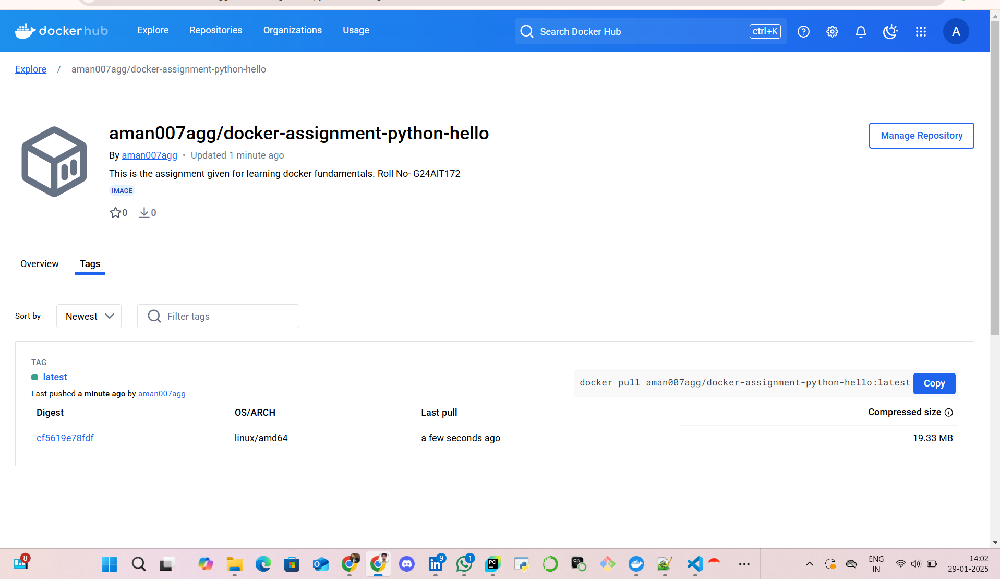 docker hub Explore Repositories Organizations Usage Search Docker Hub ctrl+K A
Explore / aman007agg/docker-assignment-python-hello
aman007agg/docker-assignment-python-hello
Manage Repository
By aman007agg • Updated 1 minute ago
This is the assignment given for learning docker fundamentals. Roll No- G24AIT172
IMAGE
0 0
Overview Tags
Sort by Newest Filter tags
TAG
latest
docker pull aman007agg/docker-assignment-python-hello:latest Copy
Last pushed a minute ago by aman007agg
Digest OS/ARCH Last pull Compressed size
cf5619e78fdf linux/amd64 a few seconds ago 19.33 MB
8 9 1 PC ENG 14:02
IN 29-01-2025